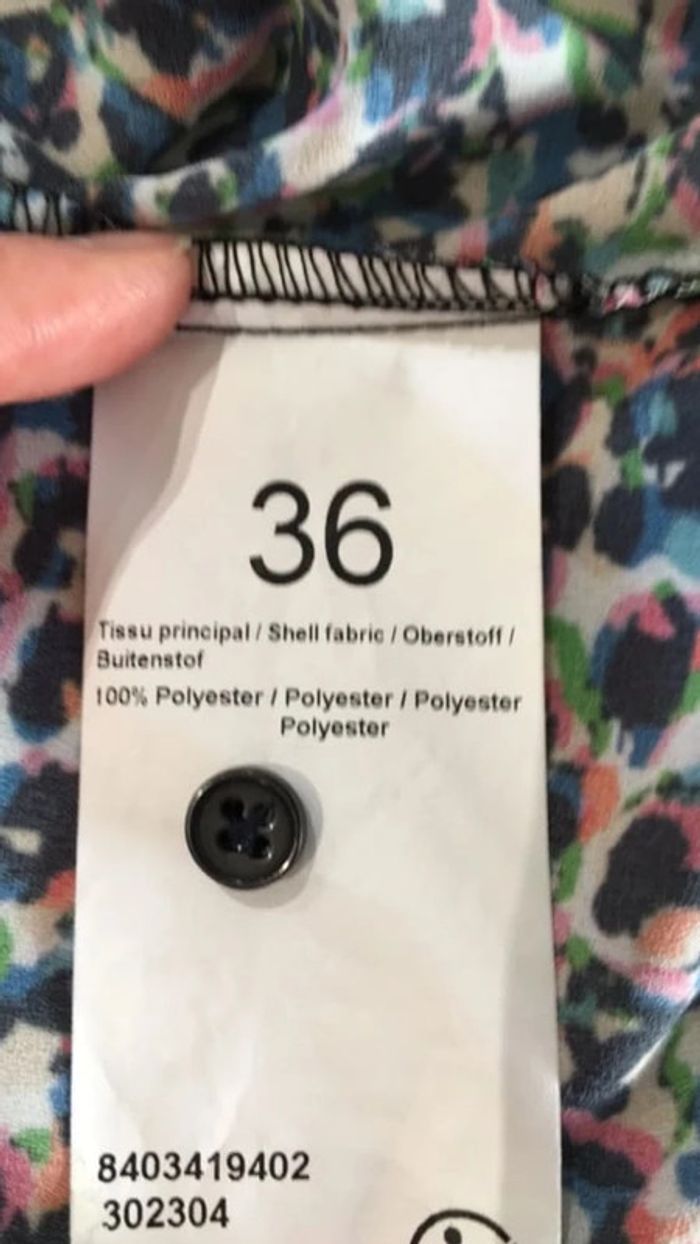 36
Tissu principal / Shell fabric / Oberstoff /
Buitenstof
100% Polyester / Polyester / Polyester
Polyester
8403419402
302304